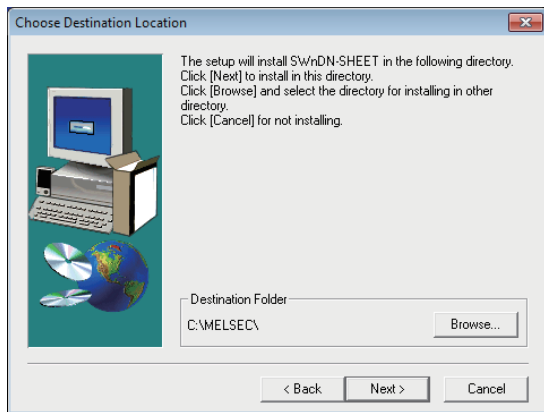 Choose Destination Location
The setup will install SWnDN-SHEET in the following directory.
Click [Next] to install in this directory.
Click [Browse] and select the directory for installing in other
directory.
Click [Cancel] for not installing.
Destination Folder
C:\MELSEC\
Browse...
< Back
Next >
Cancel